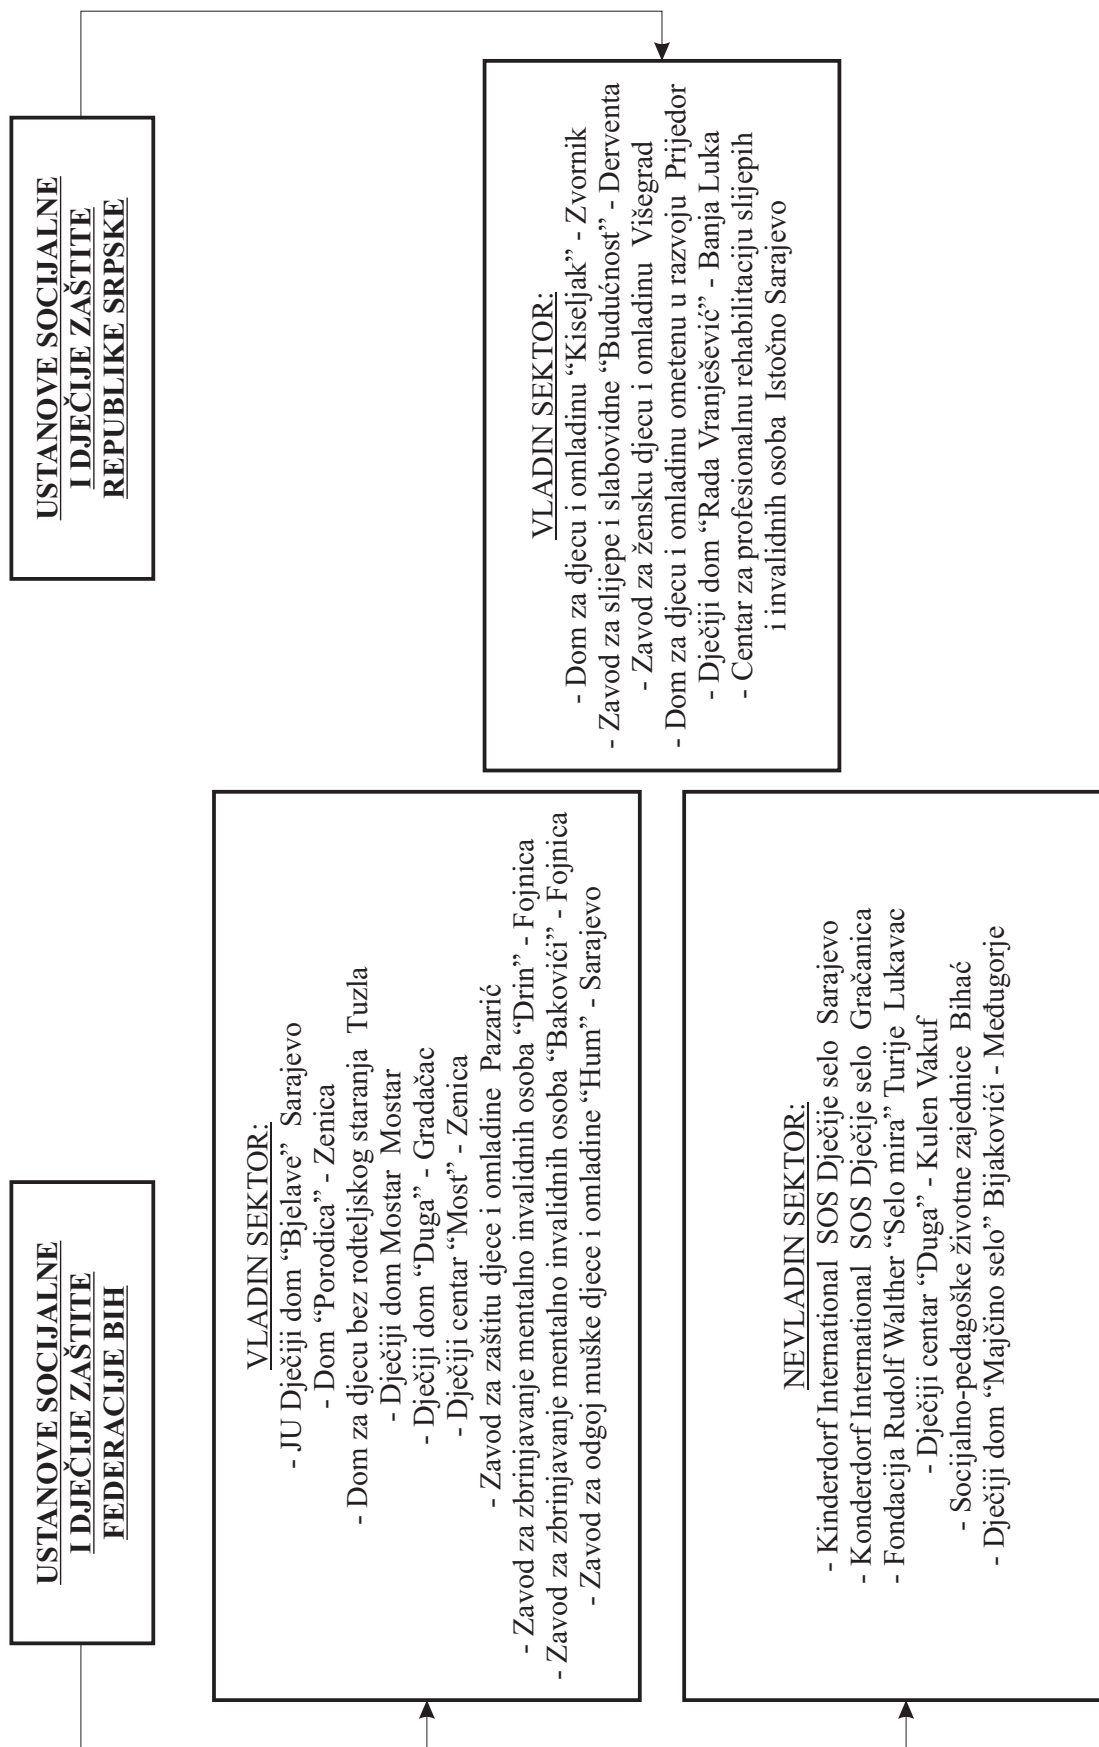 USTANOVE SOCIJALNE
I DJEČIJE ZAŠTITE
FEDERACIJE BIH
VLADIN SEKTOR:
- JU Dječiji dom “Bjelave” Sarajevo
- Dom “Porodica” - Zenica
- Dom za djecu bez rodteljskog staranja Tuzla
- Dječiji dom Mostar Mostar
- Dječiji dom “Duga” - Gradačac
- Dječiji centar “Most” - Zenica
- Zavod za zaštitu djece i omladine Pazarić
- Zavod za zbrinjavanje mentalno invalidnih osoba “Drin” - Fojnica
- Zavod za zbrinjavanje mentalno invalidnih osoba “Bakovići” - Fojnica
- Zavod za odgoj muške djece i omladine “Hum” - Sarajevo
NEVLADIN SEKTOR:
- Kinderdorf International SOS Dječije selo Sarajevo
- Konderdorf International SOS Dječije selo Gračanica
- Fondacija Rudolf Walther “Selo mira” Turije Lukavac
- Dječiji centar “Duga” - Kulen Vakuf
- Socijalno-pedagoške životne zajednice Bihać
- Dječiji dom “Majčino selo” Bijakovići - Međugorje
USTANOVE SOCIJALNE
I DJEČIJE ZAŠTITE
REPUBLIKE SRPSKE
VLADIN SEKTOR:
- Dom za djecu i omladinu “Kiseljak” - Zvornik
- Zavod za slijepe i slabovidne “Budućnost” - Derventa
- Zavod za žensku djecu i omladinu Višegrad
- Dom za djecu i omladinu ometenu u razvoju Prijedor
- Dječiji dom “Rada Vranješević” - Banja Luka
- Centar za profesionalnu rehabilitaciju slijepih
i invalidnih osoba Istočno Sarajevo